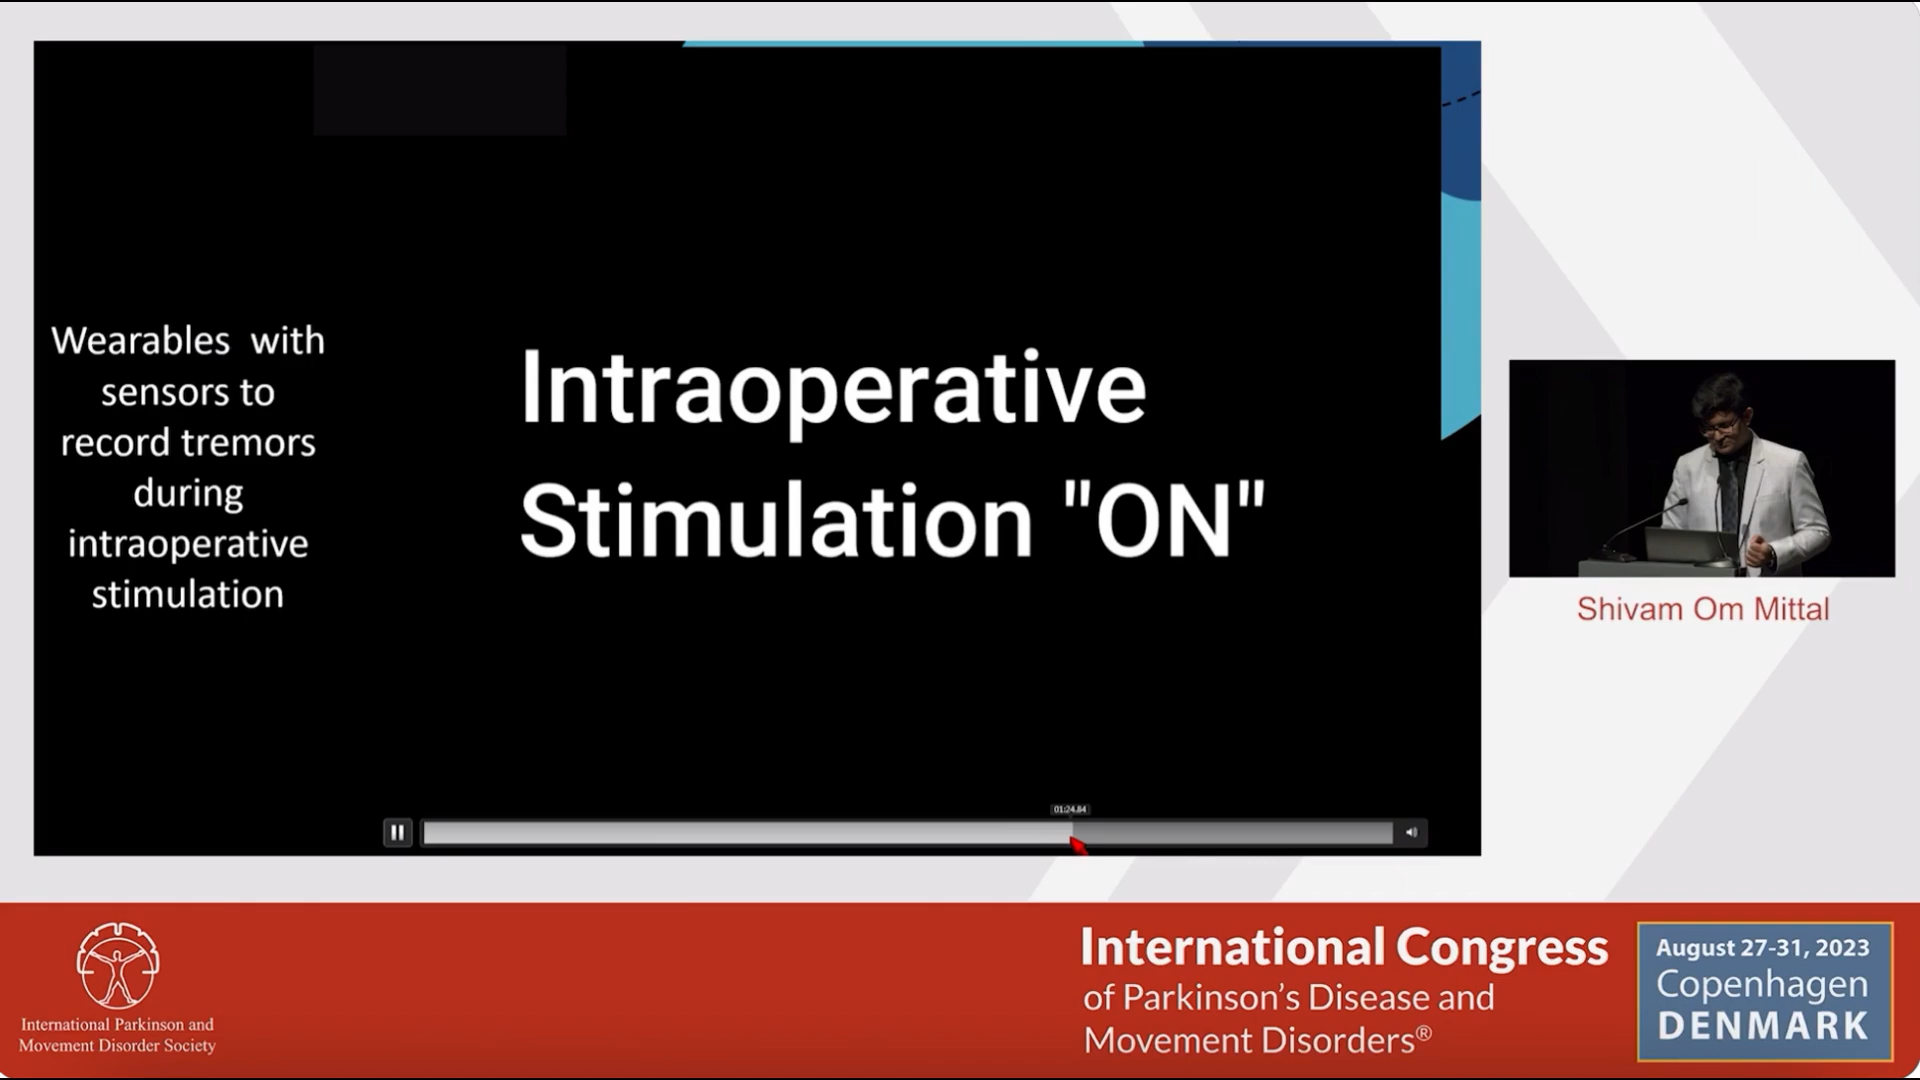 Wearables with
sensors to
record tremors
during
intraoperative
stimulation
Intraoperative
Stimulation "ON"
01:24.84
Shivam Om Mittal
International Parkinson and
Movement Disorder Society
International Congress
of Parkinson's Disease and
Movement Disorders®
August 27-31, 2023
Copenhagen
DENMARK